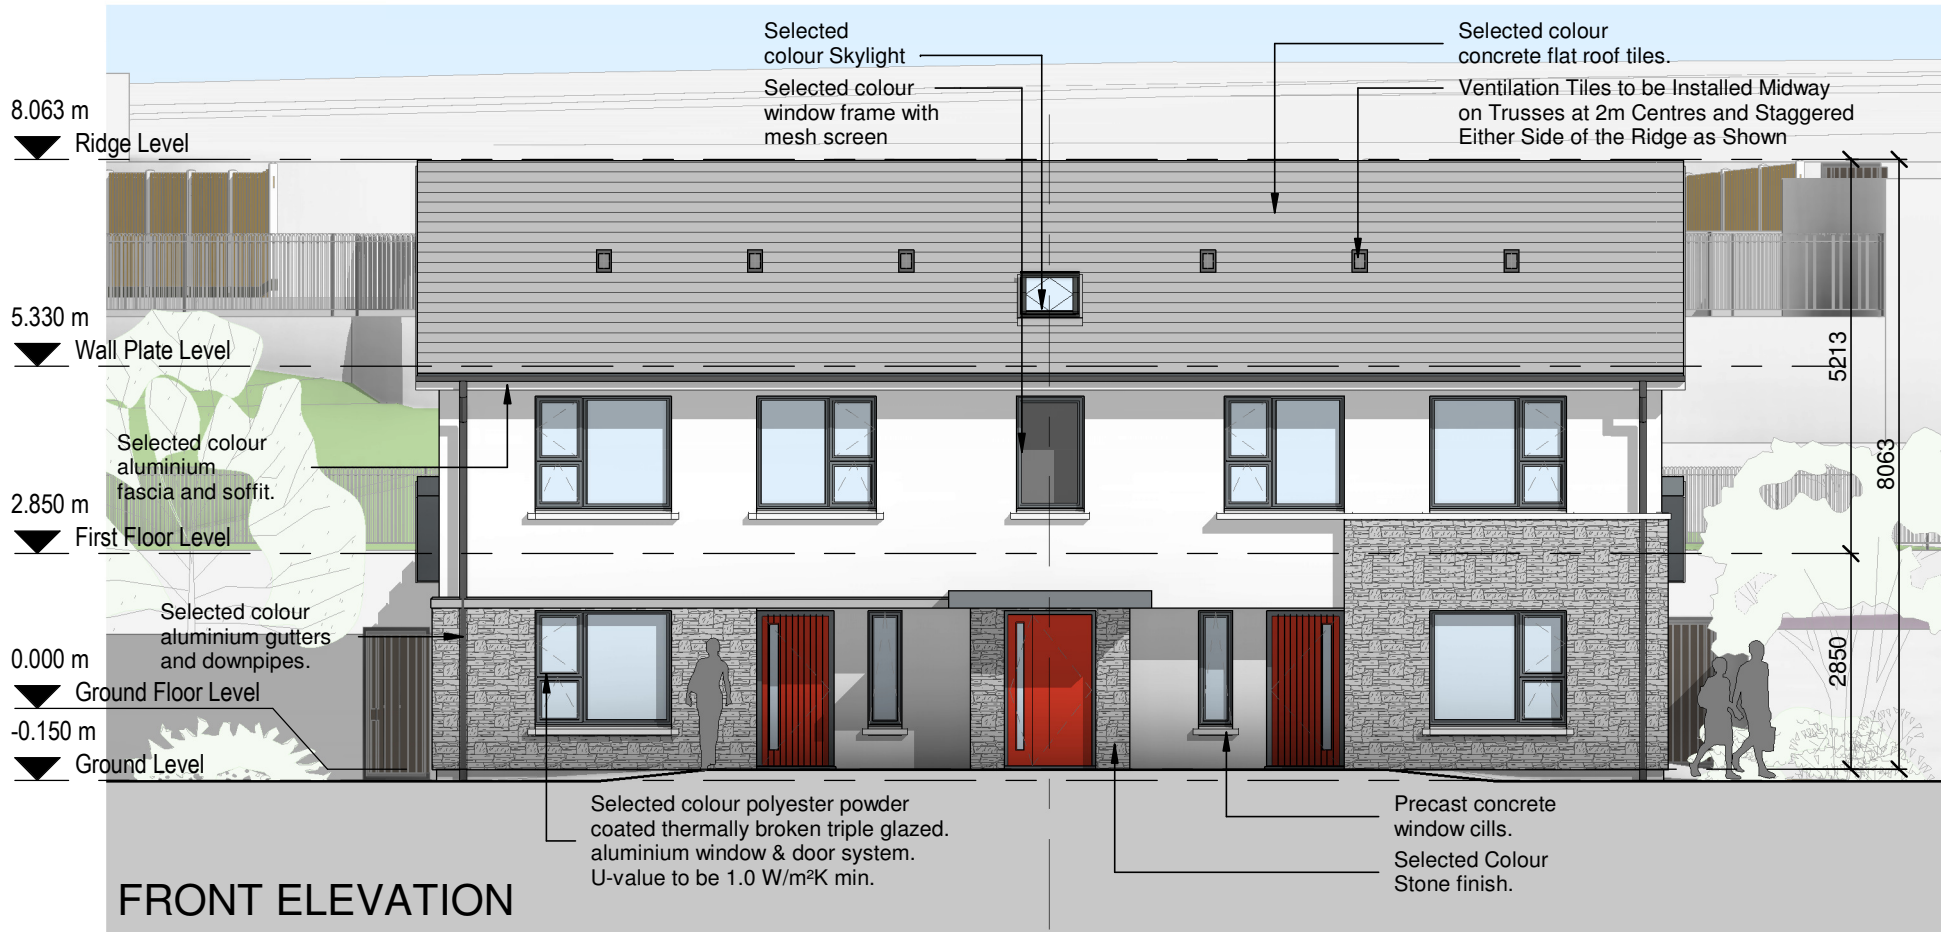 Selected
colour Skylight
Selected colour
window frame with
mesh screen
Selected colour
concrete flat roof tiles.
Ventilation Tiles to be Installed Midway
on Trusses at 2m Centres and Staggered
Either Side of the Ridge as Shown
8.063 m
Ridge Level
5.330 m
Wall Plate Level
Selected colour
aluminium
fascia and soffit.
2.850 m
First Floor Level
Selected colour
aluminium gutters
and downpipes.
0.000 m
Ground Floor Level
-0.150 m
Ground Level
5213
8063
2850
Selected colour polyester powder
coated thermally broken triple glazed.
aluminium window & door system.
U-value to be 1.0 W/m²K min.
Precast concrete
window cills.
Selected Colour
Stone finish.
FRONT ELEVATION